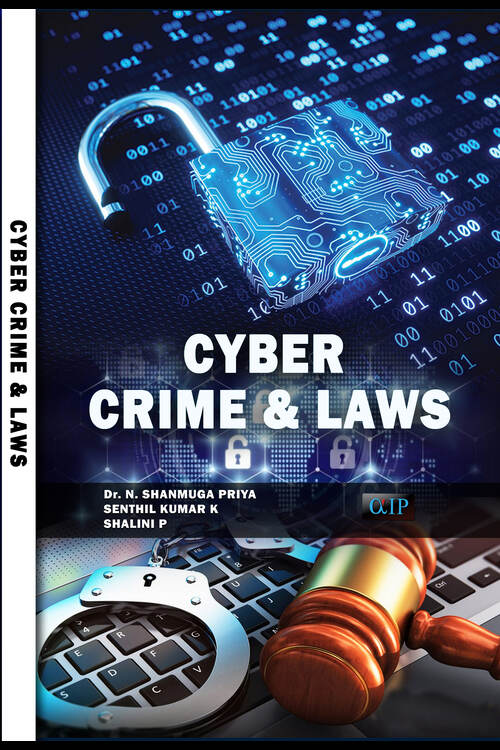 CYBER CRIME & LAWS
CYBER
CRIME & LAWS
Dr. N. SHANMUGA PRIYA
SENTHIL KUMAR K
SHALINI P
αIP